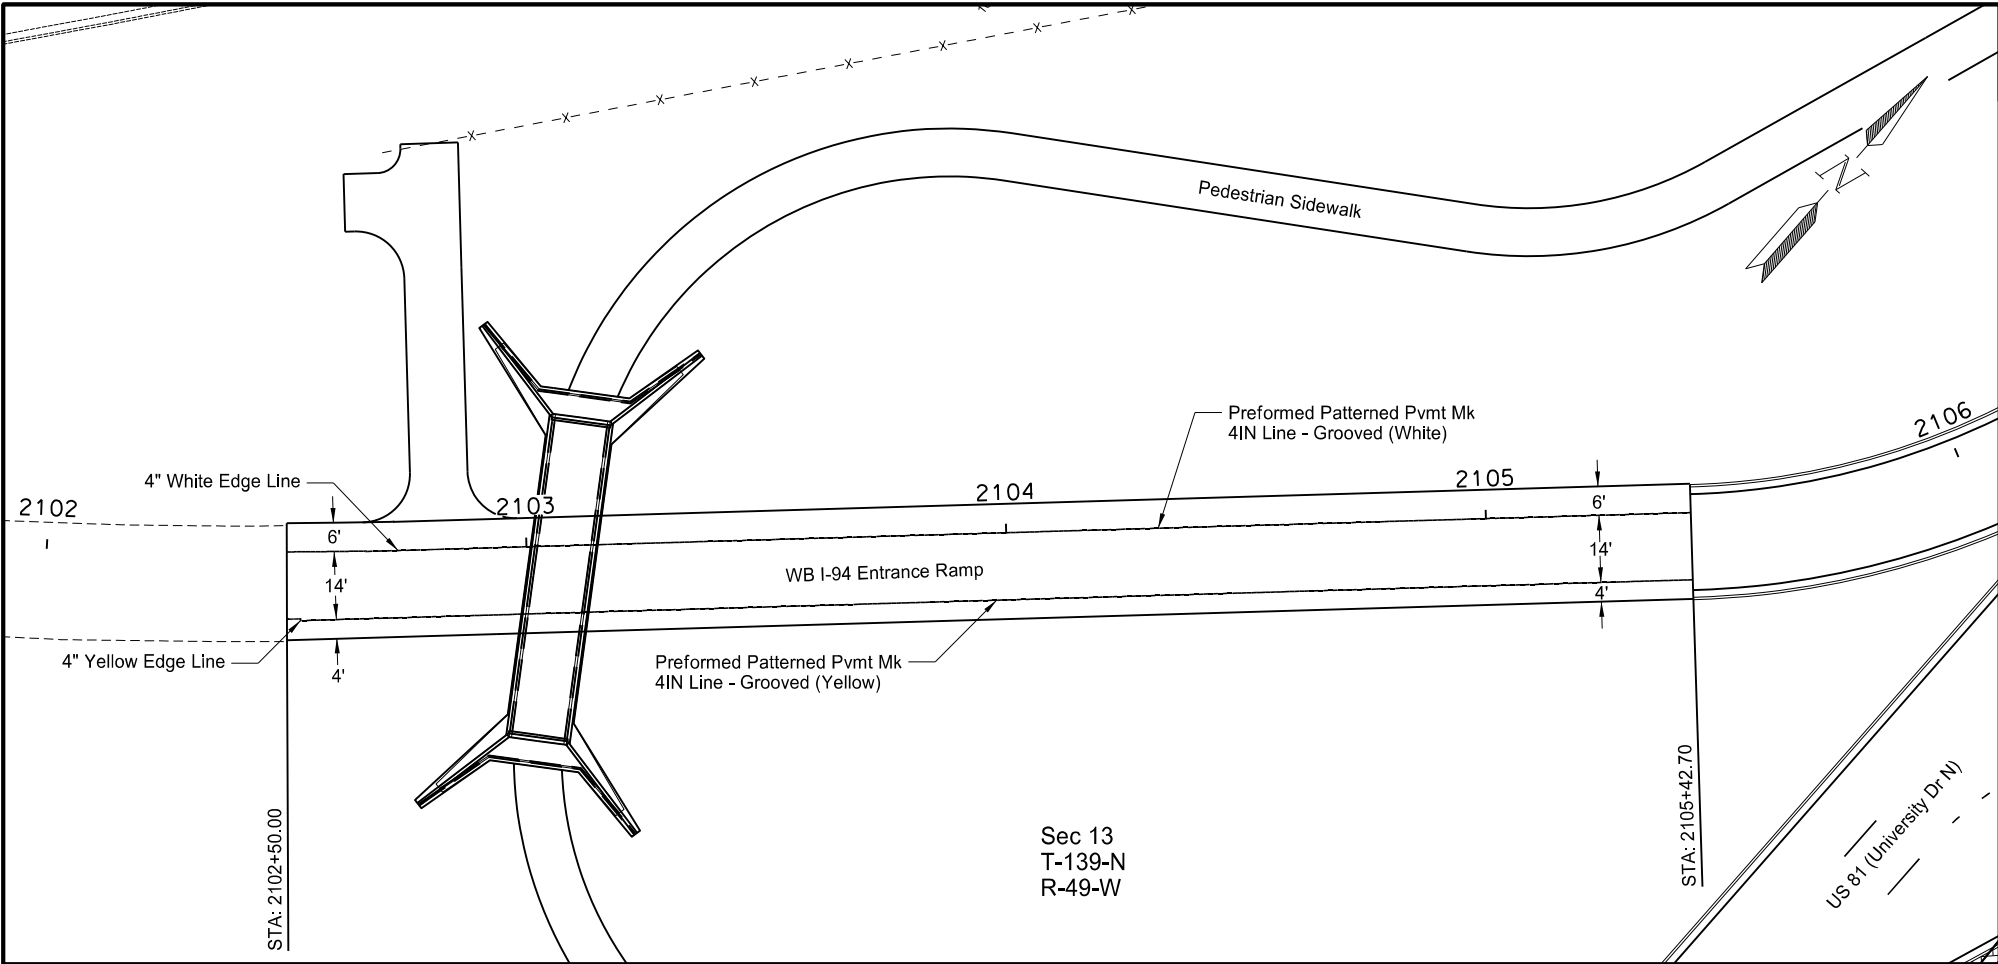 Pedestrian Sidewalk
N
Preformed Patterned Pvmt Mk
4IN Line - Grooved (White)
2106
4" White Edge Line
2102
2103
2104
2105
6'
6'
14'
14'
WB I-94 Entrance Ramp
4'
4" Yellow Edge Line
4'
Preformed Patterned Pvmt Mk
4IN Line - Grooved (Yellow)
STA: 2102+50.00
STA: 2105+42.70
Sec 13
T-139-N
R-49-W
US 81 (University Dr N)